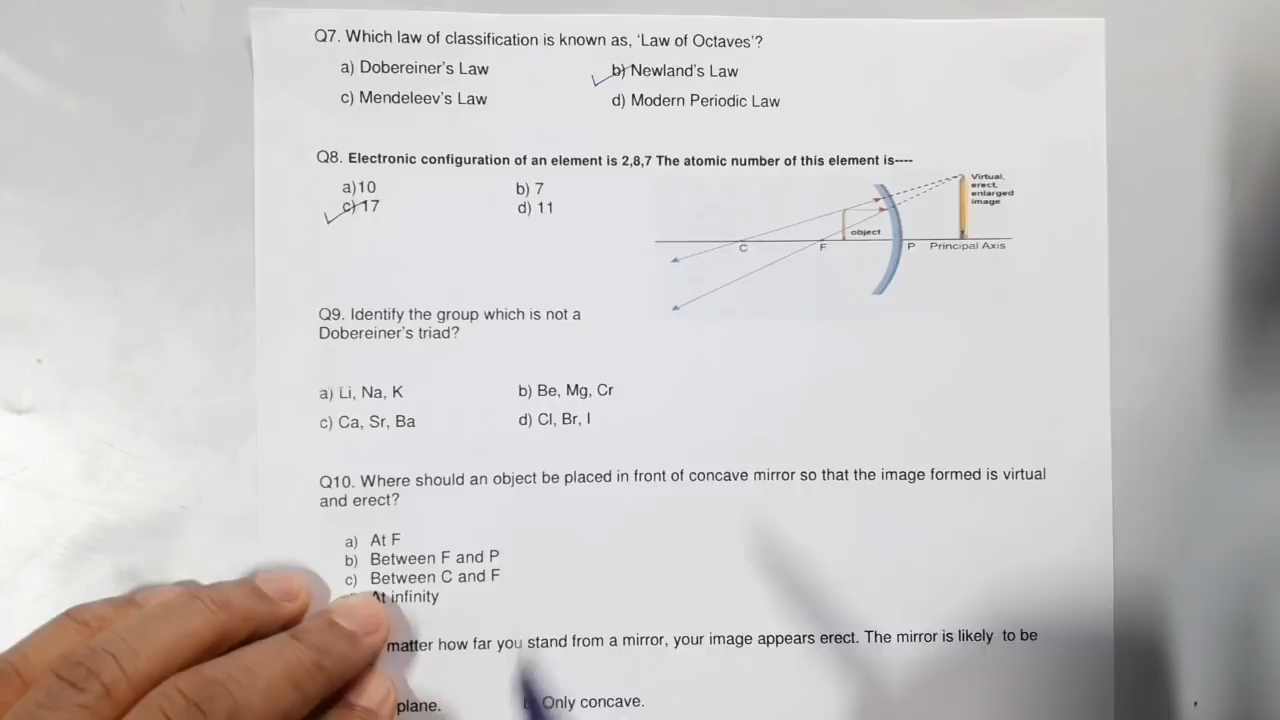 Q7. Which law of classification is known as, 'Law of Octaves'?
a) Dobereiner's Law
b) Newland's Law
c) Mendeleev's Law
d) Modern Periodic Law
Q8. Electronic configuration of an element is 2,8,7 The atomic number of this element is----
a)10
b) 7
c) 17
d) 11
Virtual,
erect,
enlarged
image
object
C
F
P
Principal Axis
Q9. Identify the group which is not a
Dobereiner's triad?
a) Li, Na, K
b) Be, Mg, Cr
c) Ca, Sr, Ba
d) Cl, Br, I
Q10. Where should an object be placed in front of concave mirror so that the image formed is virtual
and erect?
a) At F
b) Between F and P
c) Between C and F
At infinity
matter how far you stand from a mirror, your image appears erect. The mirror is likely to be
plane.
Only concave.